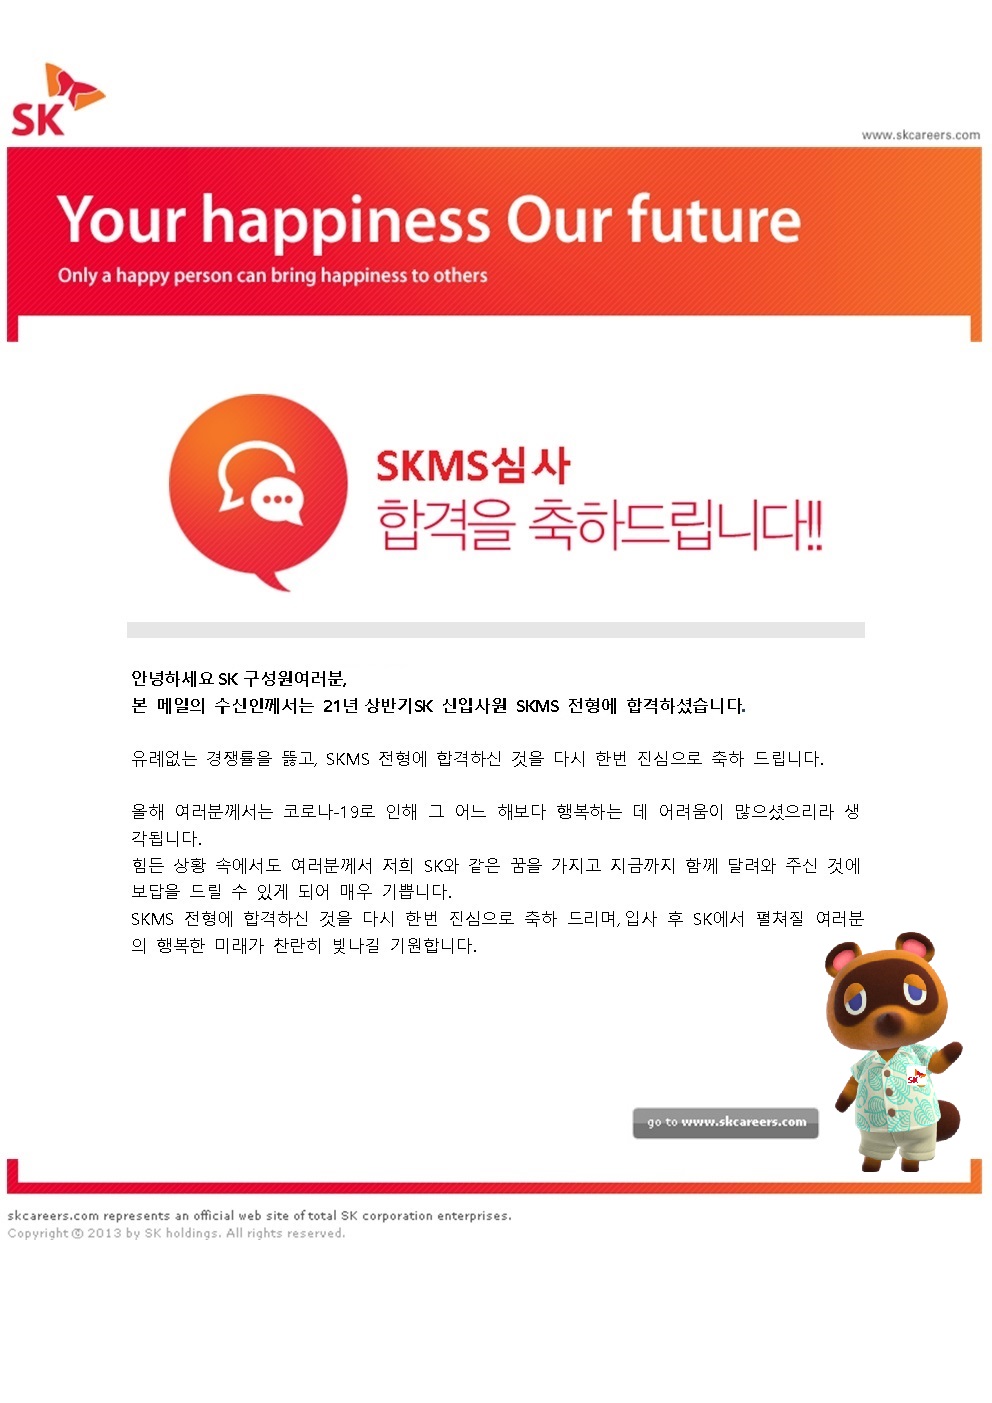 SK
www.skcareers.com
Your happiness Our future
Only a happy person can bring happiness to others
SKMS심사
합격을 축하드립니다!!
안녕하세요 SK 구성원여러분,
본 메일의 수신인께서는 21년 상반기SK 신입사원 SKMS 전형에 합격하셨습니다.
유례없는 경쟁률을 뚫고, SKMS 전형에 합격하신 것을 다시 한번 진심으로 축하 드립니다.
올해 여러분께서는 코로나-19로 인해 그 어느 해보다 행복하는 데 어려움이 많으셨으리라 생
각됩니다.
힘든 상황 속에서도 여러분께서 저희 SK와 같은 꿈을 가지고 지금까지 함께 달려와 주신 것에
보답을 드릴 수 있게 되어 매우 기쁩니다.
SKMS 전형에 합격하신 것을 다시 한번 진심으로 축하 드리며, 입사 후 SK에서 펼쳐질 여러분
의 행복한 미래가 찬란히 빛나길 기원합니다.
SK
go to www.skcareers.com
skcareers.com represents an official web site of total SK corporation enterprises.
Copyright © 2013 by SK holdings. All rights reserved.